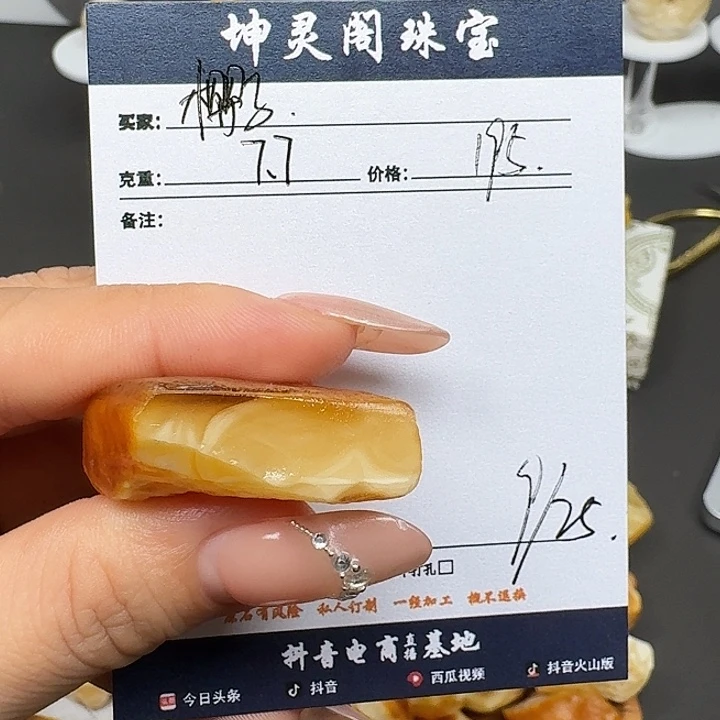 坤灵阁珠宝
买家：
克重：7.7 价格：195.
备注：
9/25.
打孔□
原石有风险 私人订制 一经加工 概不退换
抖音电商直播基地
今日头条 抖音 西瓜视频 抖音火山版